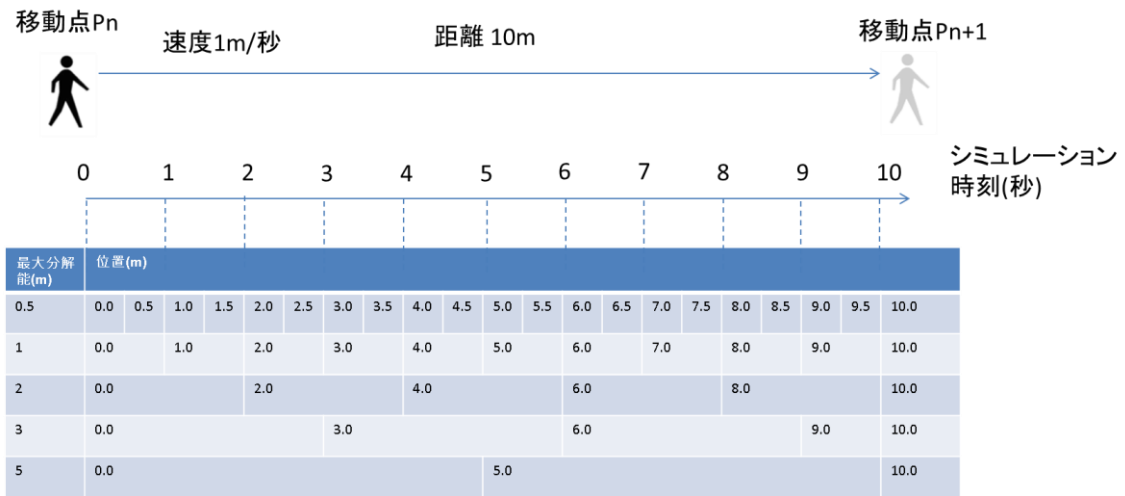 移動点Pn
速度1m/秒
距離 10m
移動点Pn+1
0 1 2 3 4 5 6 7 8 9 10
シミュレーション
時刻(秒)
最大分解
能(m)
位置(m)
0.5 0.0 0.5 1.0 1.5 2.0 2.5 3.0 3.5 4.0 4.5 5.0 5.5 6.0 6.5 7.0 7.5 8.0 8.5 9.0 9.5 10.0
1 0.0 1.0 2.0 3.0 4.0 5.0 6.0 7.0 8.0 9.0 10.0
2 0.0 2.0 4.0 6.0 8.0 10.0
3 0.0 3.0 6.0 9.0 10.0
5 0.0 5.0 10.0